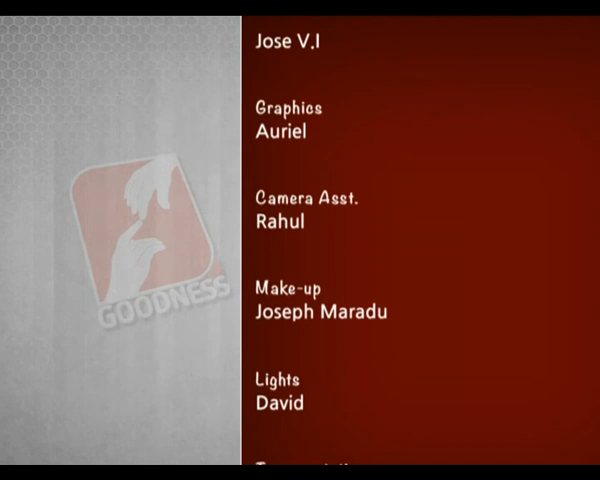 Jose V.I
Graphics
Auriel
Camera Asst.
Rahul
Make-up
Joseph Maradu
Lights
David
GOODNESS